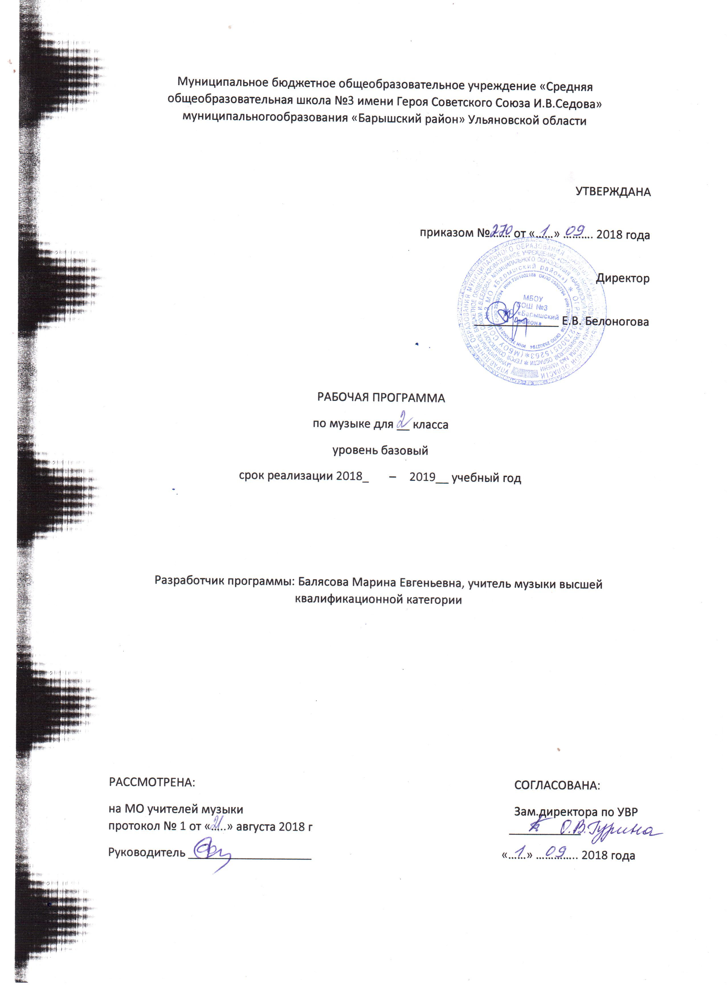 Муниципальное бюджетное общеобразовательное учреждение «Средняя
общеобразовательная школа №3 имени Героя Советского Союза И.В.Седова»
муниципальногообразования «Барышский район» Ульяновской области
УТВЕРЖДАНА
приказом №270 от «1» 09 2018 года
Директор
МБОУ
СОШ №3
«Барышский
район»
Е.В. Белоногова
РАБОЧАЯ ПРОГРАММА
по музыке для 2 класса
уровень базовый
срок реализации 2018_ – 2019__ учебный год
Разработчик программы: Балясова Марина Евгеньевна, учитель музыки высшей
квалификационной категории
РАССМОТРЕНА:
на МО учителей музыки
протокол № 1 от «21» августа 2018 г
Руководитель
СОГЛАСОВАНА:
Зам.директора по УВР
О.В.Гурина
«1» 09 2018 года